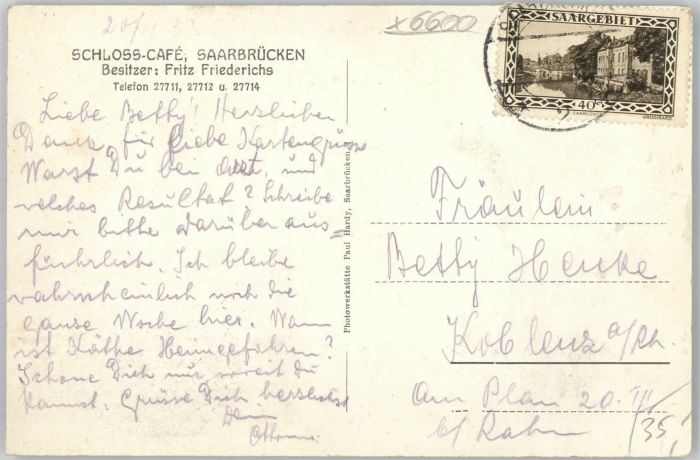 20/1 33
x6600
SCHLOSS-CAFÉ, SAARBRÜCKEN
Besitzer: Fritz Friederichs
Telefon 27711, 27712 u. 27714
SAARGEBIET
40
Liebe Betty! Herzlichen
Dank für liebe Kartengrüsse
Warst Du bei Arzt, und
welches Resultat? Schreibe
mir bitte darüber aus=
führlich. Ich bleibe
wahrscheinlich noch die
ganze Woche hier. Wann
ist Käthe Heimgefahren?
Schone Dich nur soweit du
kannst. Grüsse Dich herzlichst
Dein
Photowerkstätte Paul Hardy, Saarbrücken
Fräulein
Betty Henke
Koblenz a/Rh.
Am Plan 20. III
b/ Rahn
35,